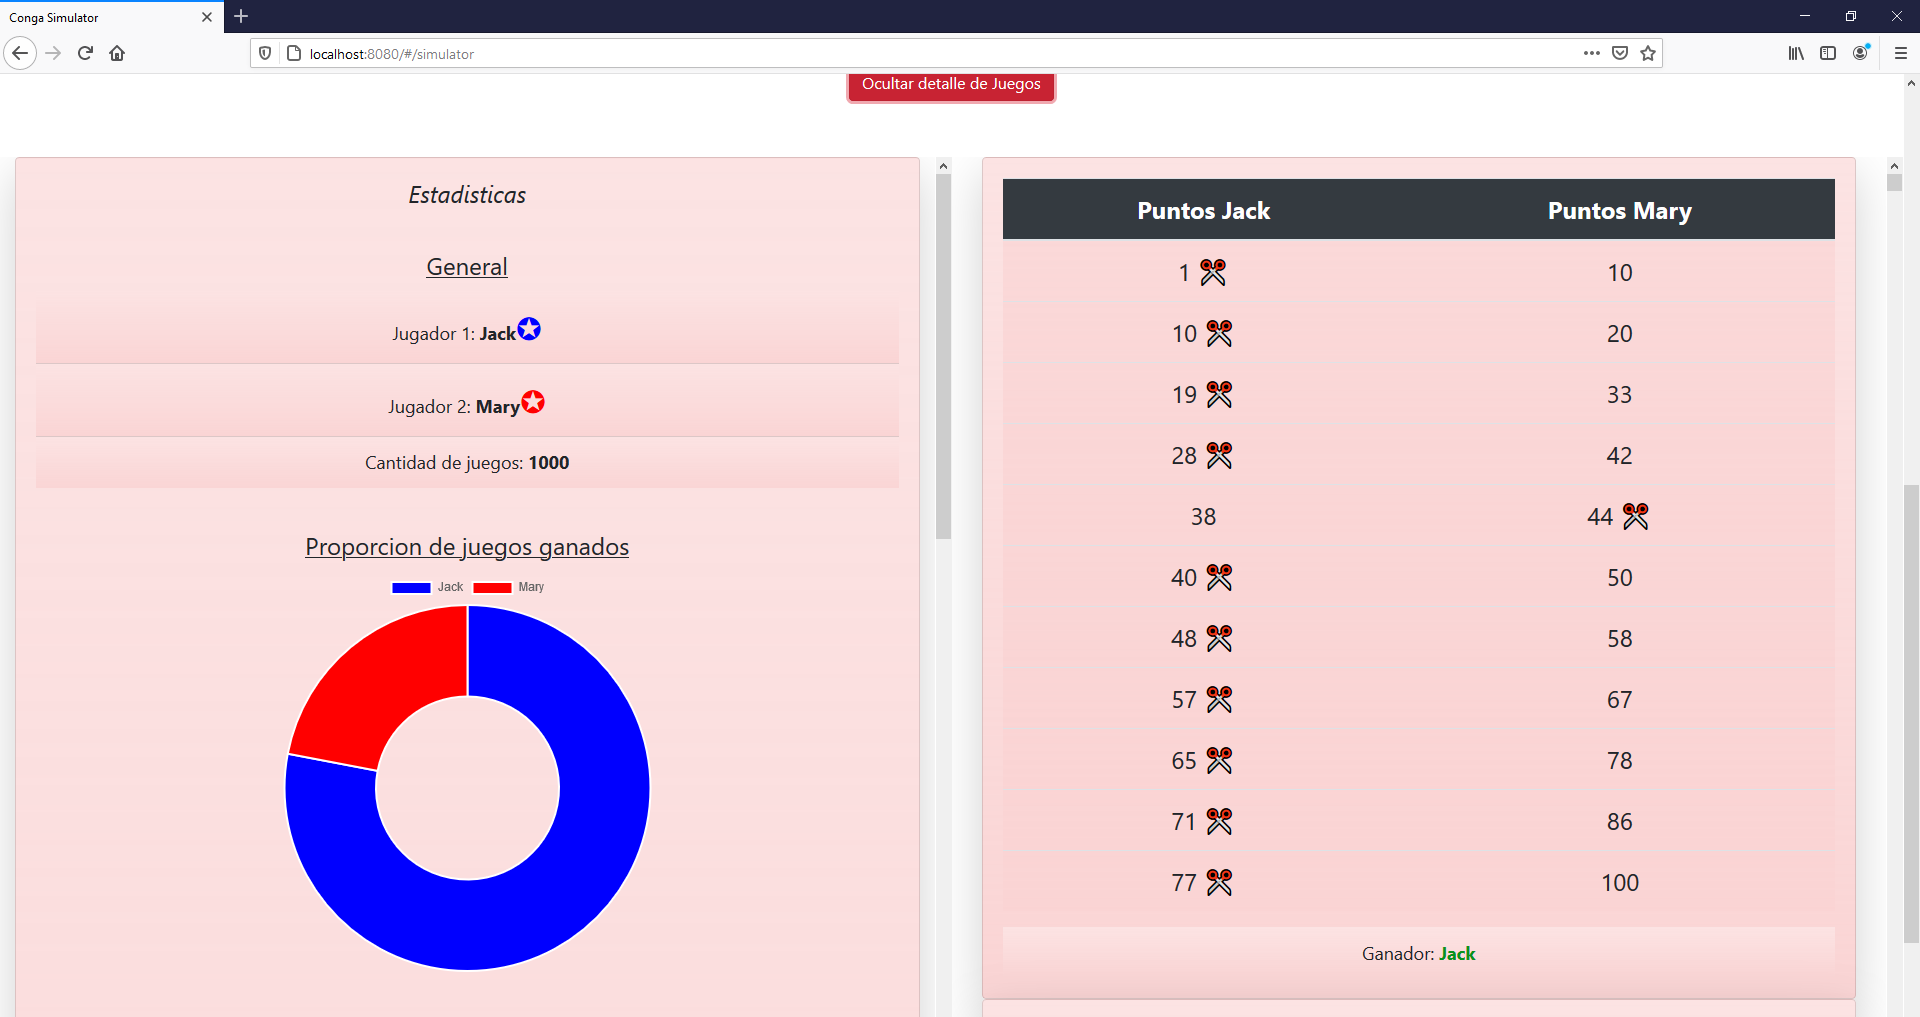 Conga Simulator
localhost:8080/#/simulator
Ocultar detalle de Juegos
Estadisticas
General
Jugador 1: Jack
Jugador 2: Mary
Cantidad de juegos: 1000
Proporcion de juegos ganados
Jack Mary
Puntos Jack Puntos Mary
1 10
10 20
19 33
28 42
38 44
40 50
48 58
57 67
65 78
71 86
77 100
Ganador: Jack